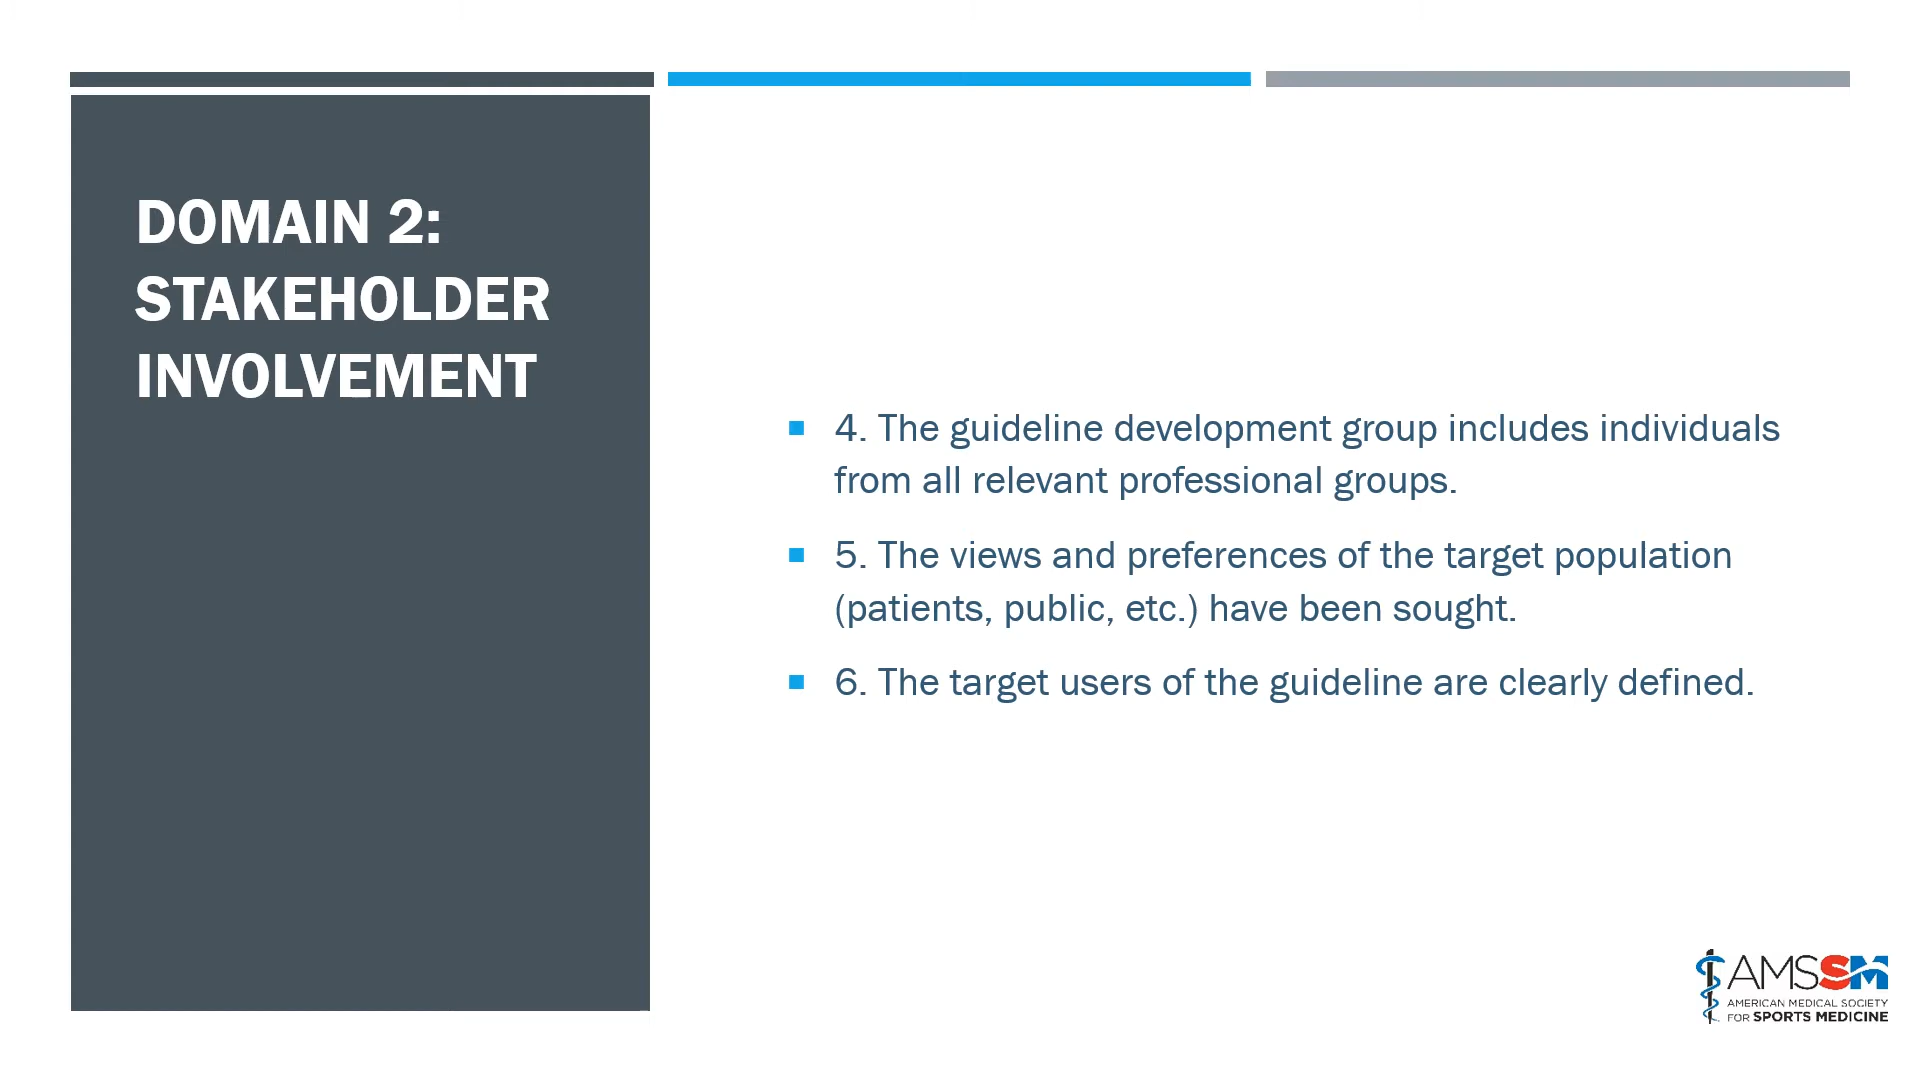 DOMAIN 2:
STAKEHOLDER
INVOLVEMENT
4. The guideline development group includes individuals
from all relevant professional groups.
5. The views and preferences of the target population
(patients, public, etc.) have been sought.
6. The target users of the guideline are clearly defined.
AMSSM
AMERICAN MEDICAL SOCIETY
FOR SPORTS MEDICINE